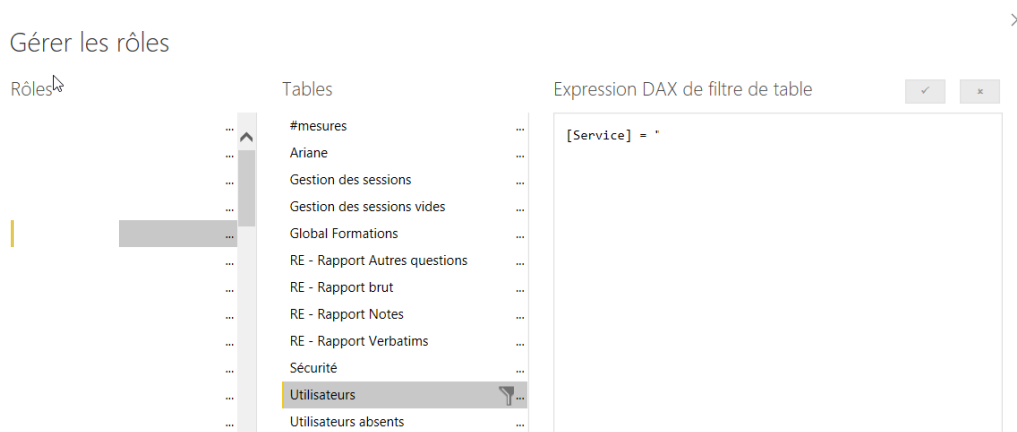 Gérer les rôles
Rôles
Tables
Expression DAX de filtre de table
#mesures
Ariane
Gestion des sessions
Gestion des sessions vides
Global Formations
RE - Rapport Autres questions
RE - Rapport brut
RE - Rapport Notes
RE - Rapport Verbatims
Sécurité
Utilisateurs
Utilisateurs absents
[Service] = "